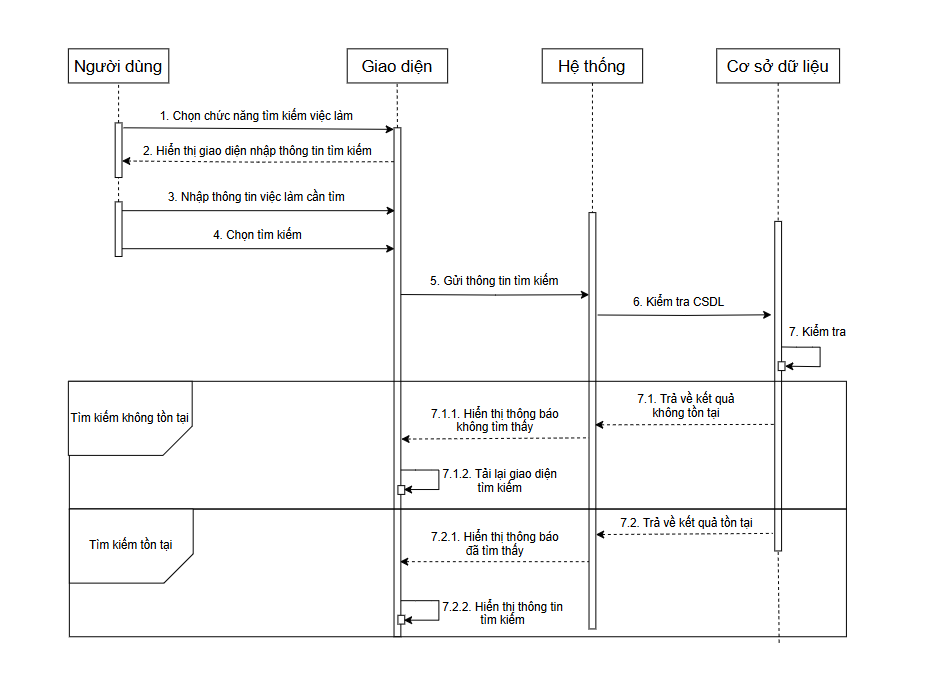 Người dùng
Giao diện
Hệ thống
Cơ sở dữ liệu
1. Chọn chức năng tìm kiếm việc làm
2. Hiển thị giao diện nhập thông tin tìm kiếm
3. Nhập thông tin việc làm cần tìm
4. Chọn tìm kiếm
5. Gửi thông tin tìm kiếm
6. Kiểm tra CSDL
7. Kiểm tra
Tìm kiếm không tồn tại
7.1. Trả về kết quả
không tồn tại
7.1.1. Hiển thị thông báo
không tìm thấy
7.1.2. Tải lại giao diện
tìm kiếm
Tìm kiếm tồn tại
7.2. Trả về kết quả tồn tại
7.2.1. Hiển thị thông báo
đã tìm thấy
7.2.2. Hiển thị thông tin
tìm kiếm